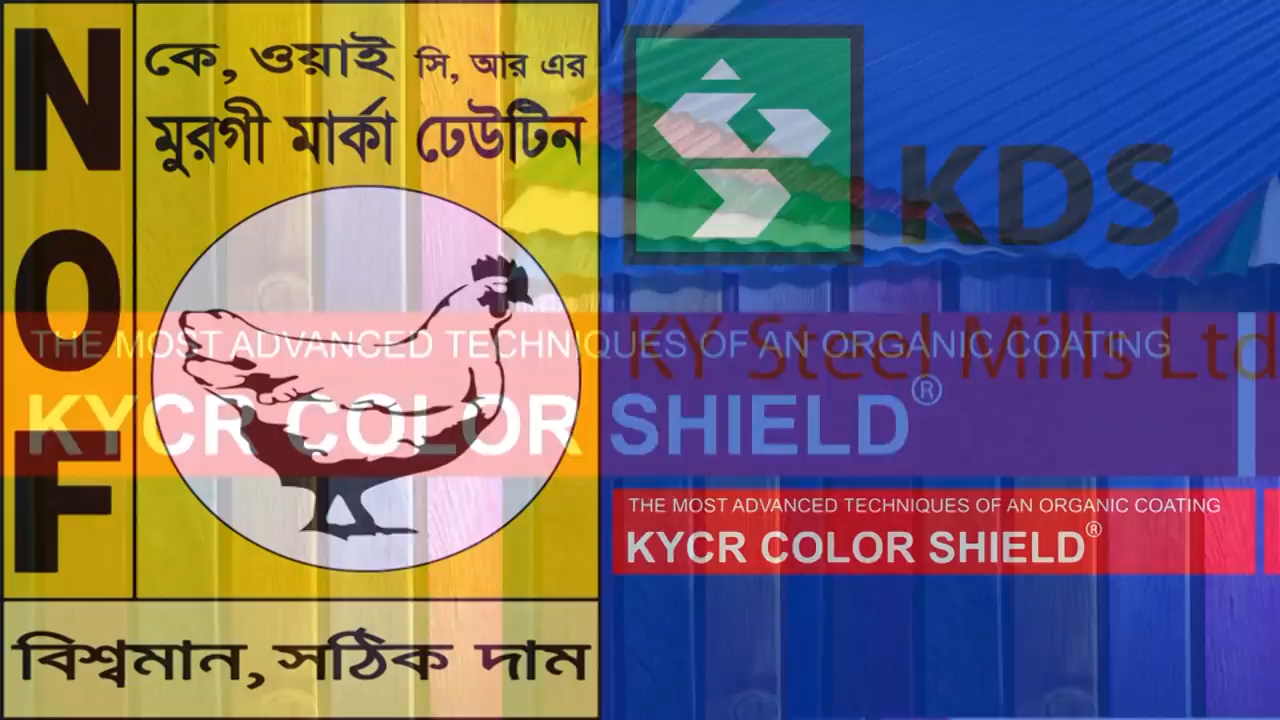 NOF
কে, ওয়াই সি, আর এর
মুরগী মার্কা ঢেউটিন
বিশ্বমান, সঠিক দাম
KDS
KY Steel Mills Ltd
THE MOST ADVANCED TECHNIQUES OF AN ORGANIC COATING
KYCR COLOR SHIELD®
THE MOST ADVANCED TECHNIQUES OF AN ORGANIC COATING
KYCR COLOR SHIELD®